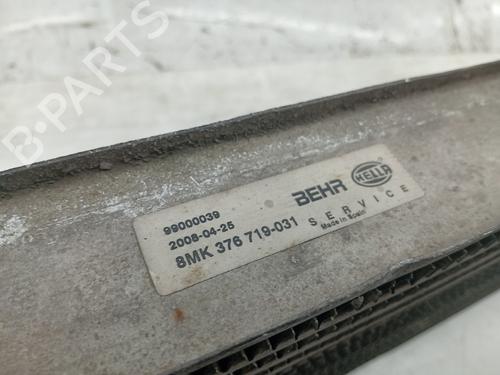 B-PARTS
99000039
2008-04-25
8MK 376 719-031
BEHR HELLA
SERVICE
Made in Spain